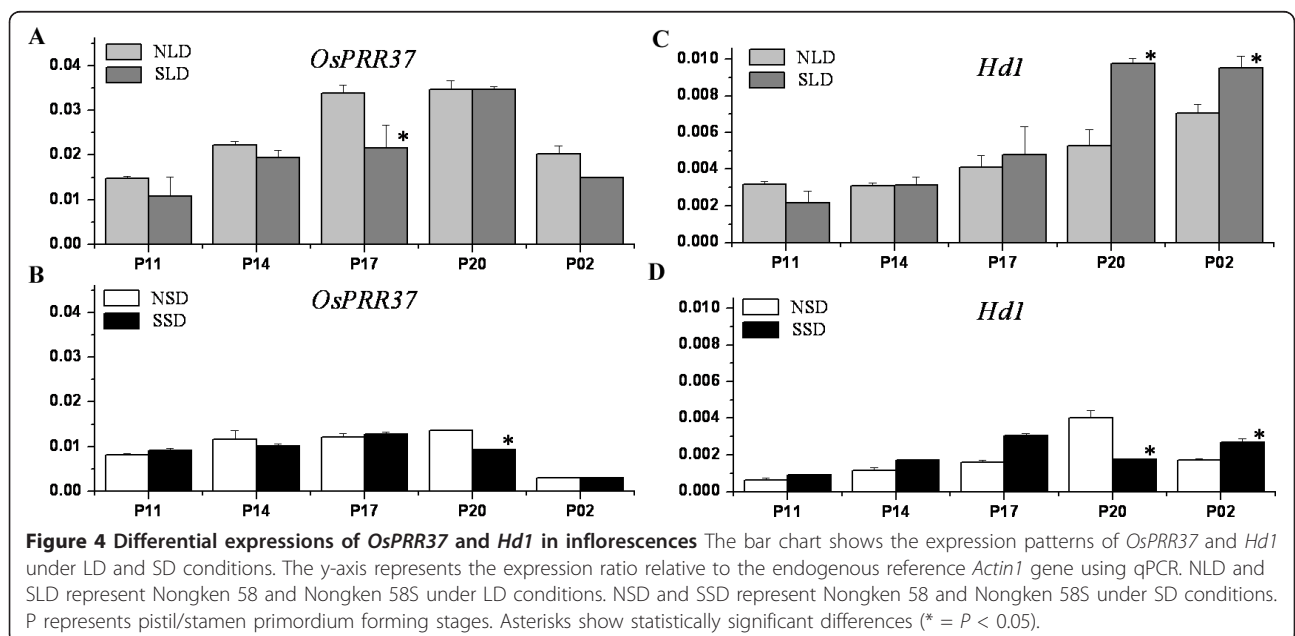 A
NLD
SLD
OsPRR37
0.04
0.03
0.02
0.01
0.00
*
P11 P14 P17 P20 P02
C
NLD
SLD
Hd1
0.010
0.008
0.006
0.004
0.002
0.000
* *
P11 P14 P17 P20 P02
B
NSD
SSD
OsPRR37
0.04
0.03
0.02
0.01
0.00
*
P11 P14 P17 P20 P02
D
NSD
SSD
Hd1
0.010
0.008
0.006
0.004
0.002
0.000
* *
P11 P14 P17 P20 P02
Figure 4 Differential expressions of OsPRR37 and Hd1 in inflorescences The bar chart shows the expression patterns of OsPRR37 and Hd1
under LD and SD conditions. The y-axis represents the expression ratio relative to the endogenous reference Actin1 gene using qPCR. NLD and
SLD represent Nongken 58 and Nongken 58S under LD conditions. NSD and SSD represent Nongken 58 and Nongken 58S under SD conditions.
P represents pistil/stamen primordium forming stages. Asterisks show statistically significant differences (* = P < 0.05).